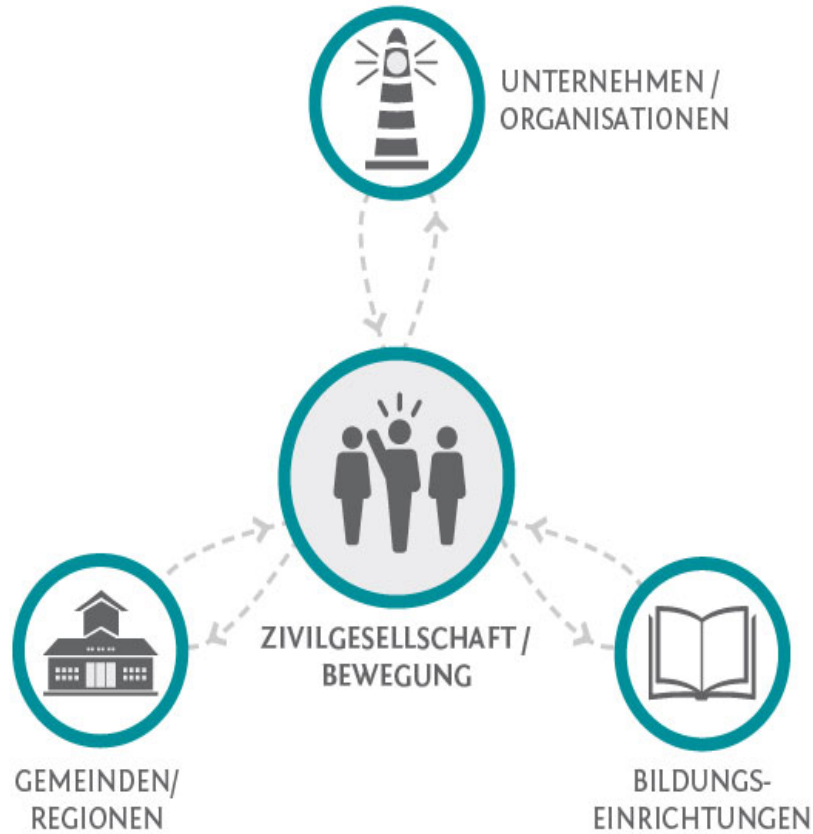 UNTERNEHMEN /
ORGANISATIONEN
ZIVILGESELLSCHAFT /
BEWEGUNG
GEMEINDEN/
REGIONEN
BILDUNGS-
EINRICHTUNGEN